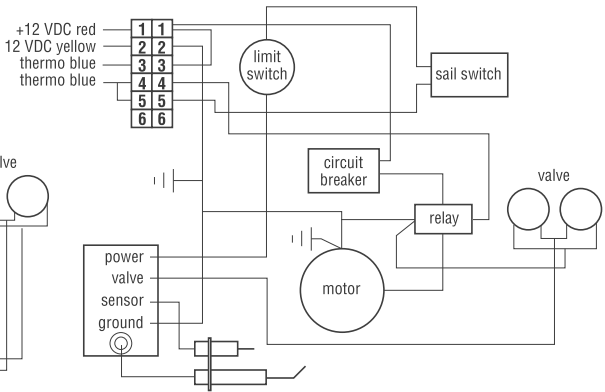 +12 VDC red
12 VDC yellow
thermo blue
thermo blue
1 1
2 2
3 3
4 4
5 5
6 6
limit
switch
sail switch
circuit
breaker
lve
valve
relay
power
valve
sensor
ground
motor